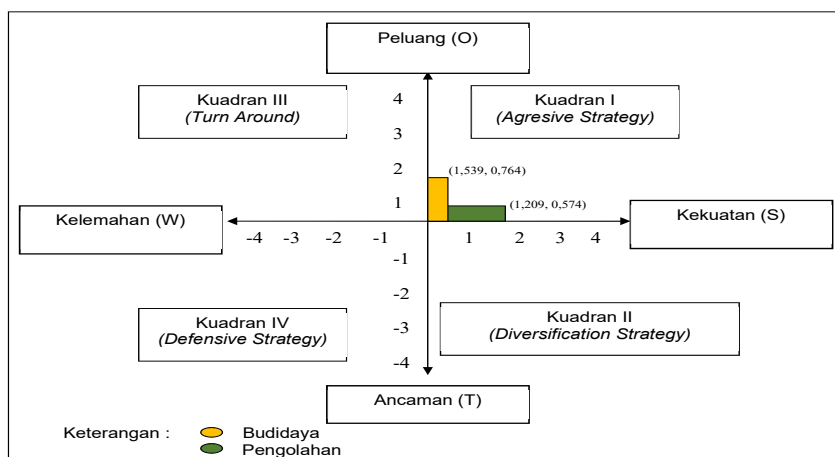 Peluang (O)
Kuadran III
(Turn Around)
Kuadran I
(Agresive Strategy)
4
3
2
1
(1,539, 0,764)
(1,209, 0,574)
Kelemahan (W)
Kekuatan (S)
-4 -3 -2 -1 1 2 3 4
-1
-2
-3
-4
Kuadran IV
(Defensive Strategy)
Kuadran II
(Diversification Strategy)
Ancaman (T)
Keterangan :
Budidaya
Pengolahan